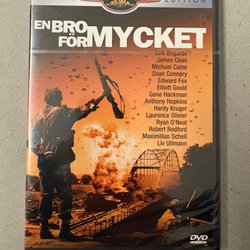 EDITION
EN BRO
FÖR MYCKET
Dirk Bogarde
James Caan
Michael Caine
Sean Connery
Edward Fox
Elliott Gould
Gene Hackman
Anthony Hopkins
Hardy Kruger
Laurence Olivier
Ryan O'Neal
Robert Redford
Maximilian Schell
Liv Ullmann
DVD